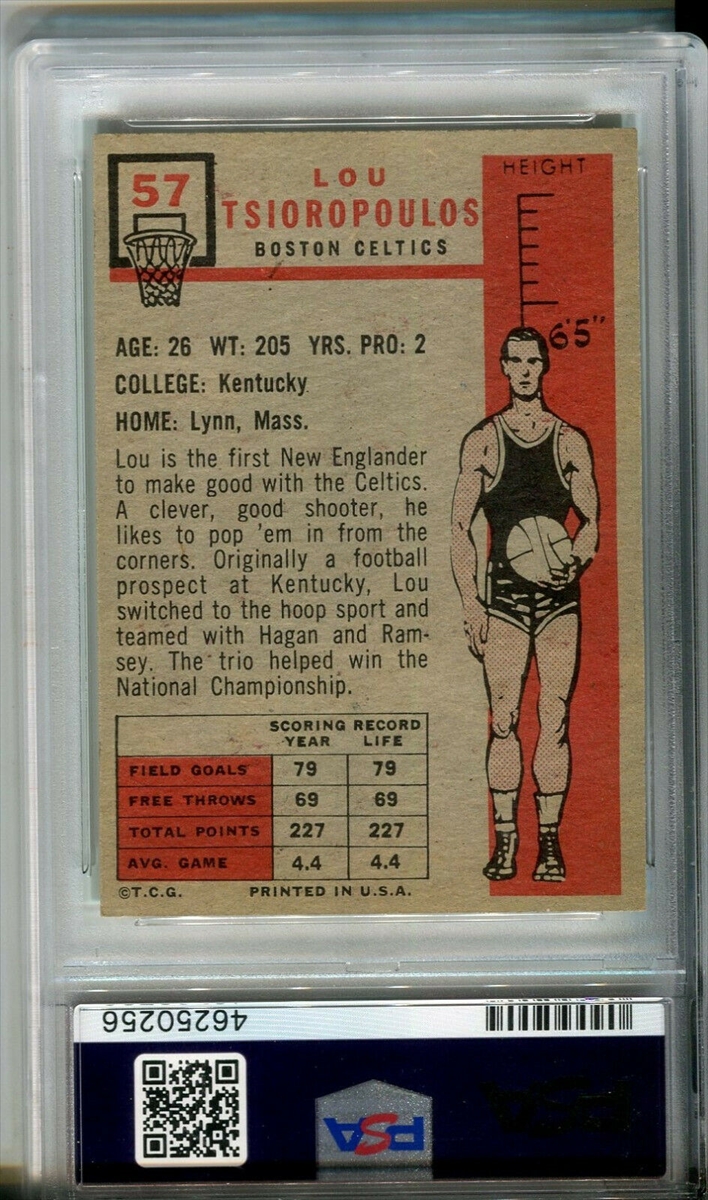 57
LOU
TSIOROPOULOS
BOSTON CELTICS
HEIGHT
6'5"
AGE: 26 WT: 205 YRS. PRO: 2
COLLEGE: Kentucky
HOME: Lynn, Mass.
Lou is the first New Englander
to make good with the Celtics.
A clever, good shooter, he
likes to pop 'em in from the
corners. Originally a football
prospect at Kentucky, Lou
switched to the hoop sport and
teamed with Hagan and Ram-
sey. The trio helped win the
National Championship.
SCORING RECORD
YEAR LIFE
FIELD GOALS 79 79
FREE THROWS 69 69
TOTAL POINTS 227 227
AVG. GAME 4.4 4.4
©T.C.G. PRINTED IN U.S.A.
46250256
PSA